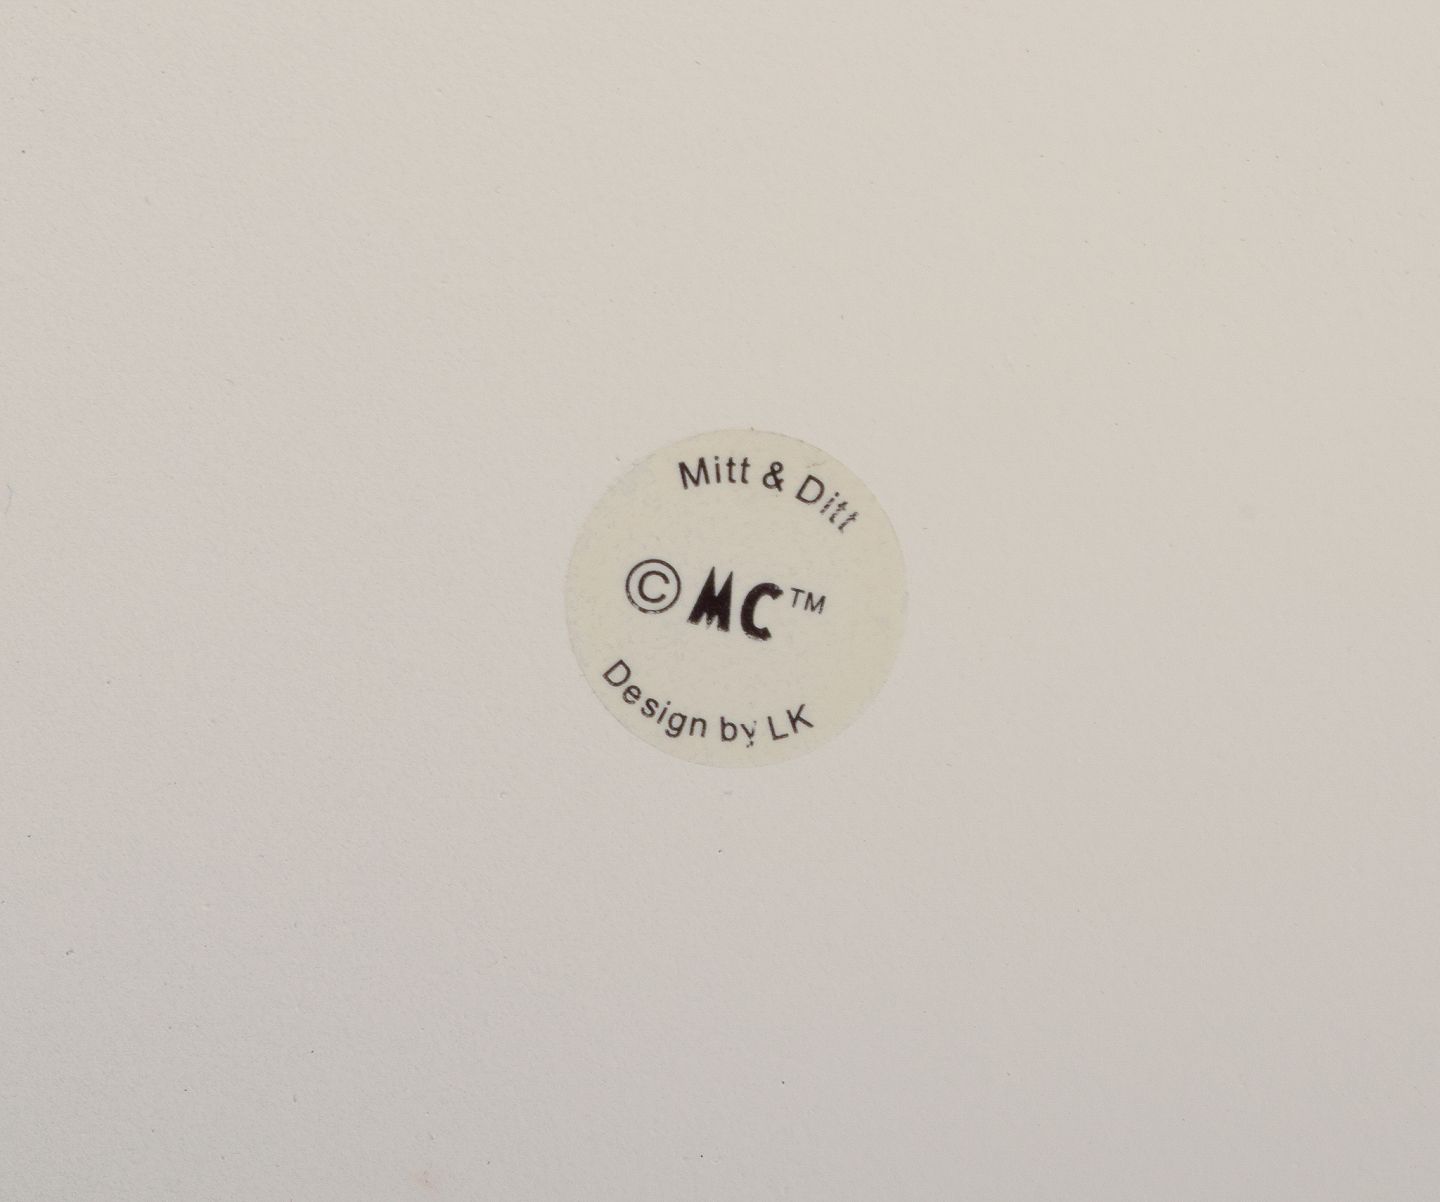 Mitt & Ditt
© MC™
Design by LK